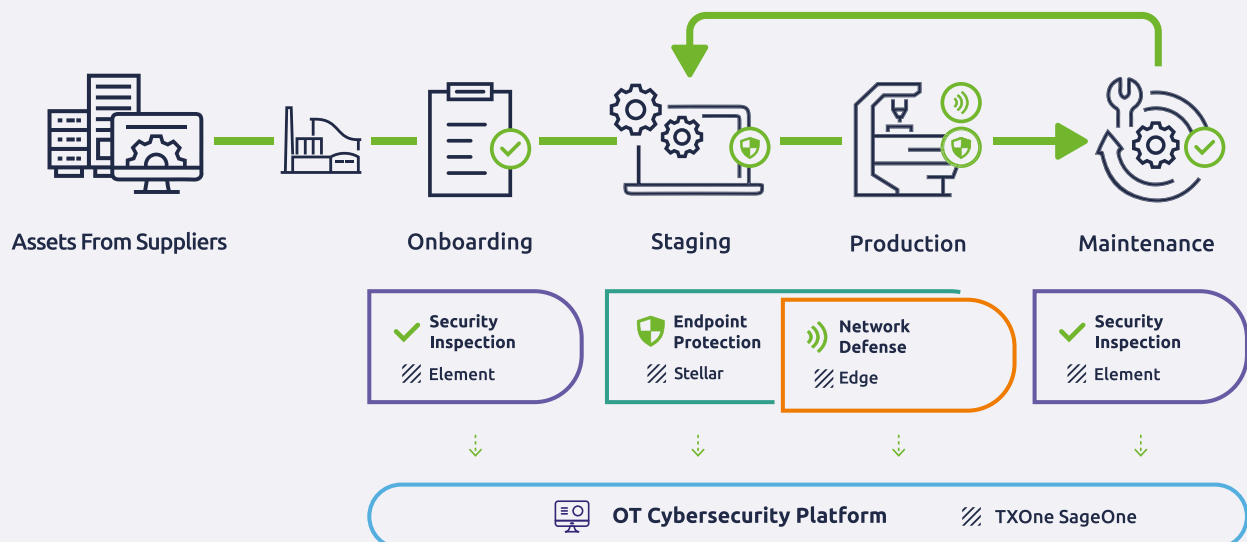 Assets From Suppliers
Onboarding
Staging
Production
Maintenance
Security
Inspection
Element
Endpoint
Protection
Stellar
Network
Defense
Edge
Security
Inspection
Element
OT Cybersecurity Platform
TXOne SageOne